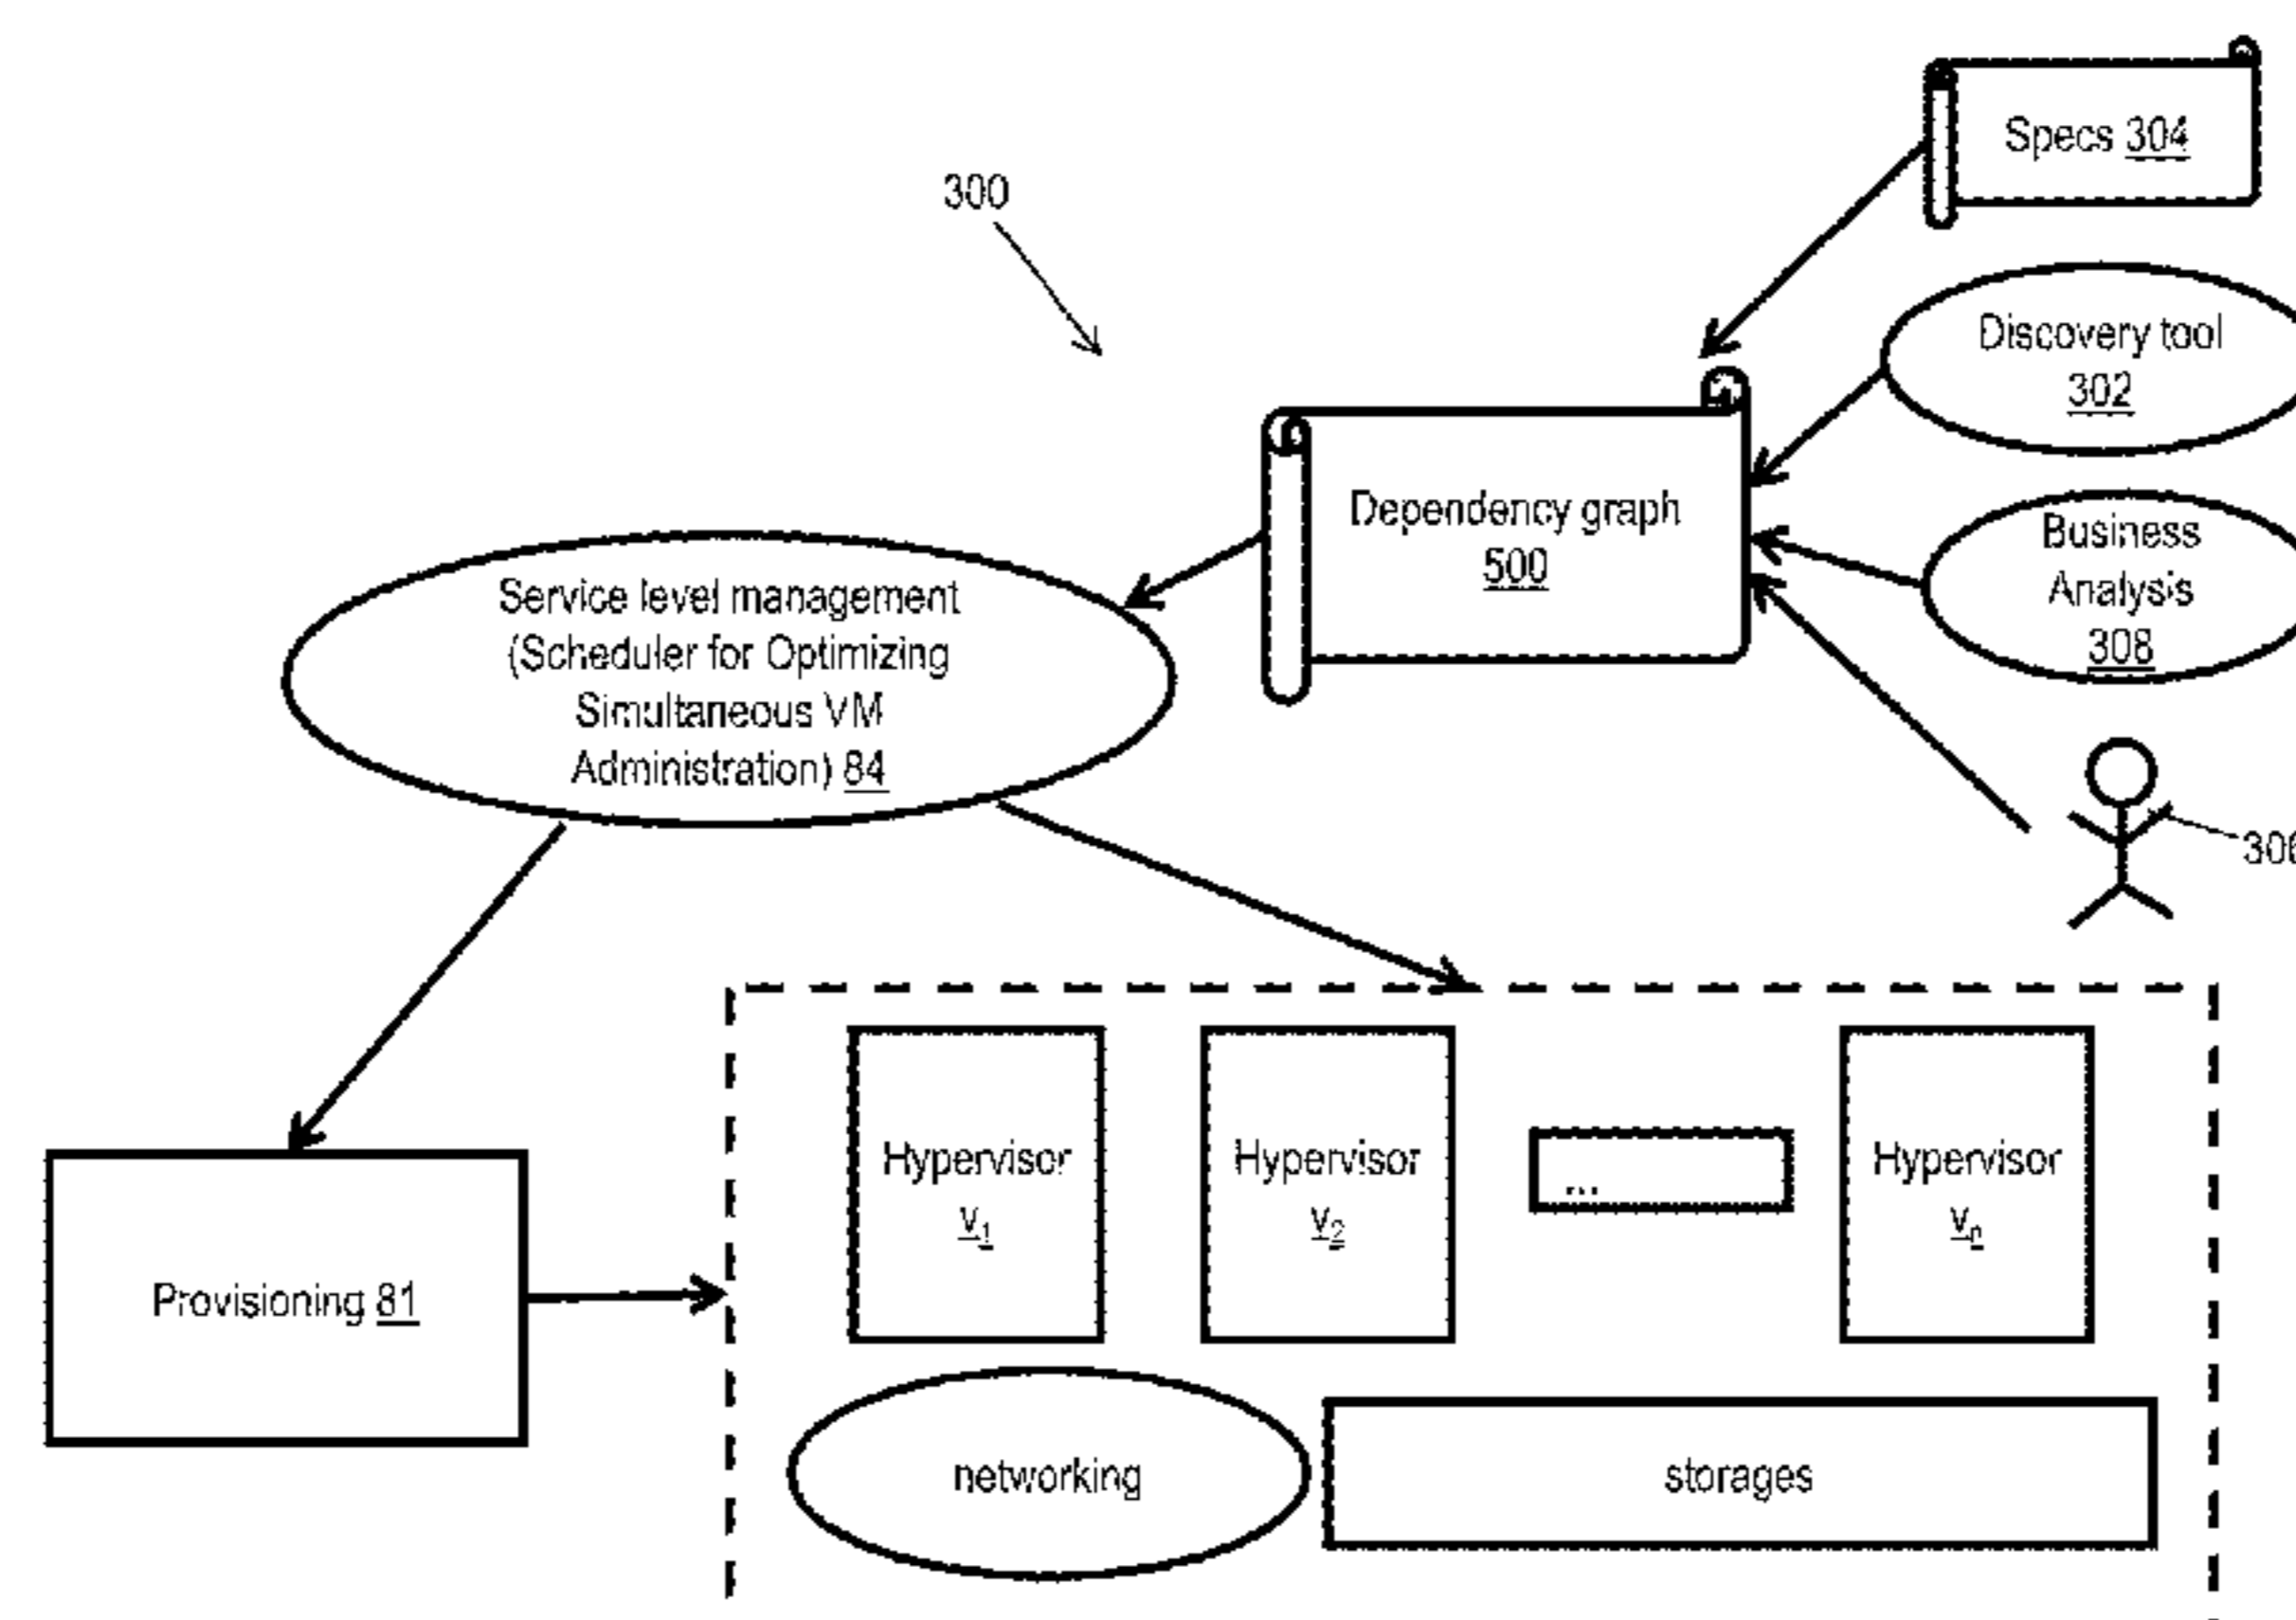 Specs 304
300
Discovery tool
302
Dependency graph
500
Business
Analysis
308
Service level management
(Scheduler for Optimizing
Simultaneous VM
Administration) 84
306
Hypervisor
v1
Hypervisor
v2
...
Hypervisor
vn
Provisioning 81
networking
storages